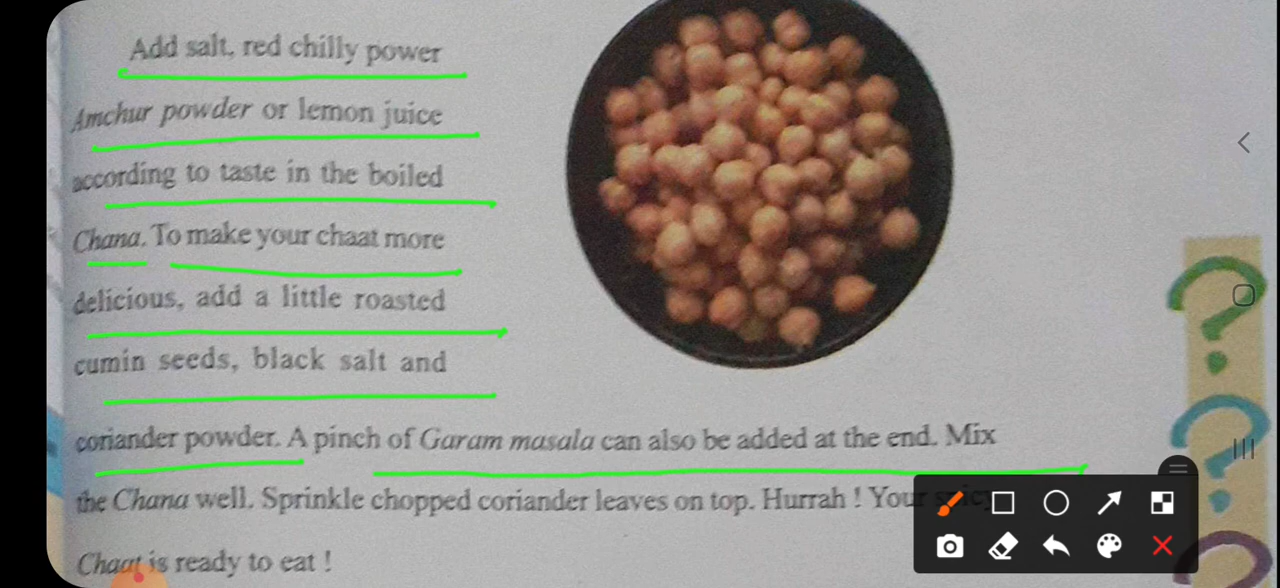 Add salt, red chilly power
Amchur powder or lemon juice
according to taste in the boiled
Chana. To make your chaat more
delicious, add a little roasted
cumin seeds, black salt and
coriander powder. A pinch of Garam masala can also be added at the end. Mix
the Chana well. Sprinkle chopped coriander leaves on top. Hurrah ! Your spicy
Chaat is ready to eat !